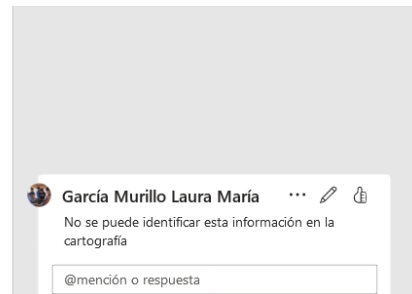 García Murillo Laura María
No se puede identificar esta información en la
cartografía
@mención o respuesta